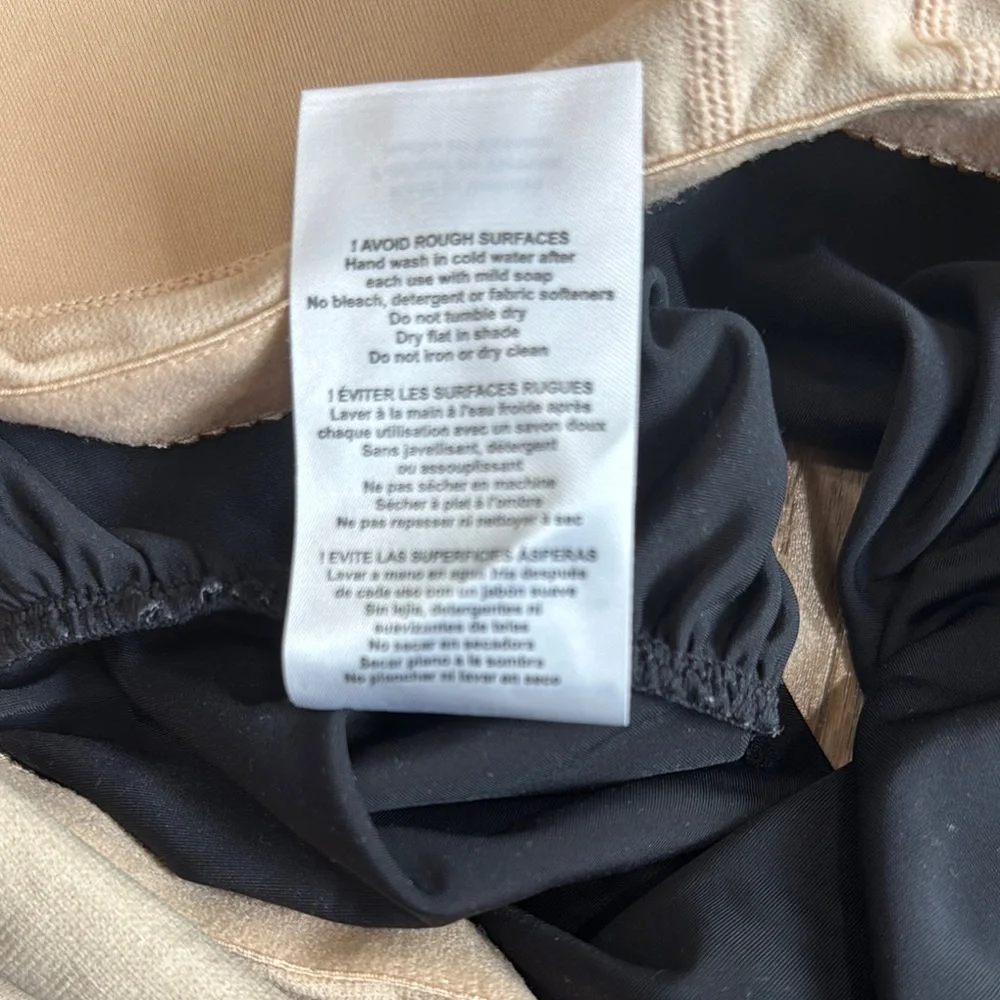 ! AVOID ROUGH SURFACES
Hand wash in cold water after
each use with mild soap
No bleach, detergent or fabric softeners
Do not tumble dry
Dry flat in shade
Do not iron or dry clean
! ÉVITER LES SURFACES RUGUES
Laver à la main à l'eau froide après
chaque utilisation avec un savon doux
Sans javellisant, détergent
ou assouplissant
Ne pas sécher en machine
Sécher à plat à l'ombre
Ne pas repasser ni nettoyer à sec
! EVITE LAS SUPERFICIES ÁSPERAS
Lavar a mano en agua fría después
de cada uso con un jabón suave
Sin lejía, detergentes ni
suavizantes de telas
No secar en secadora
Secar plano a la sombra
No planchar ni lavar en seco